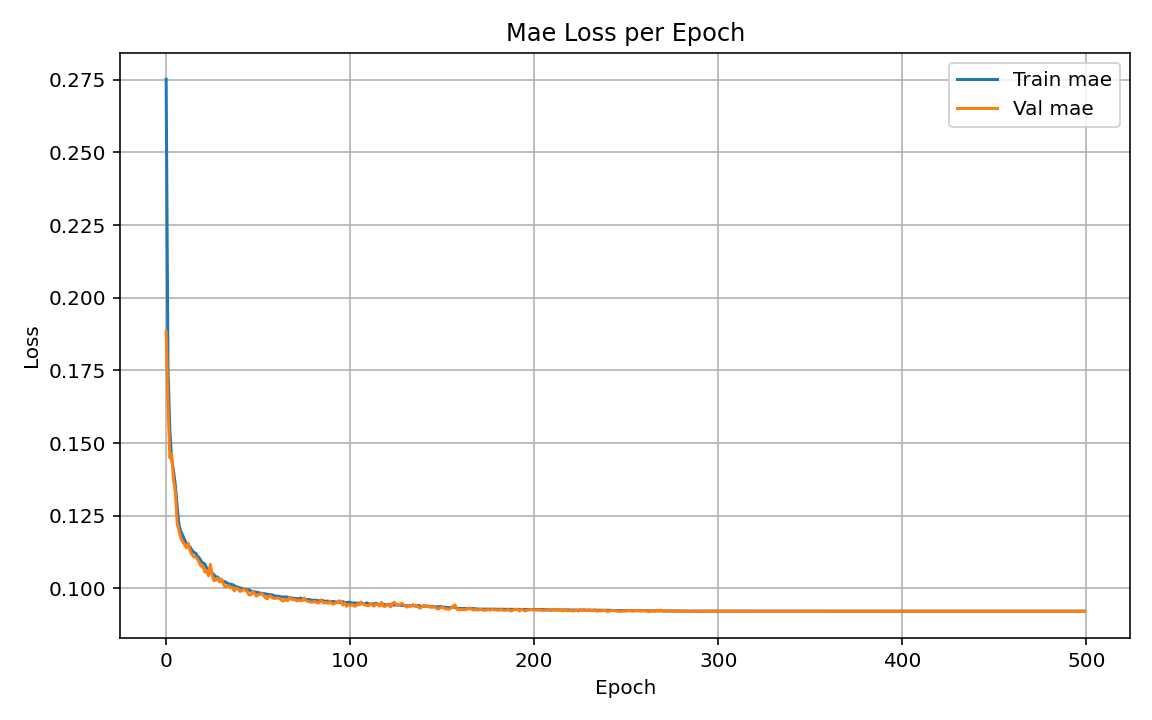 Mae Loss per Epoch
Train mae
Val mae
0.275
0.250
0.225
0.200
0.175
0.150
0.125
0.100
Loss
0 100 200 300 400 500
Epoch